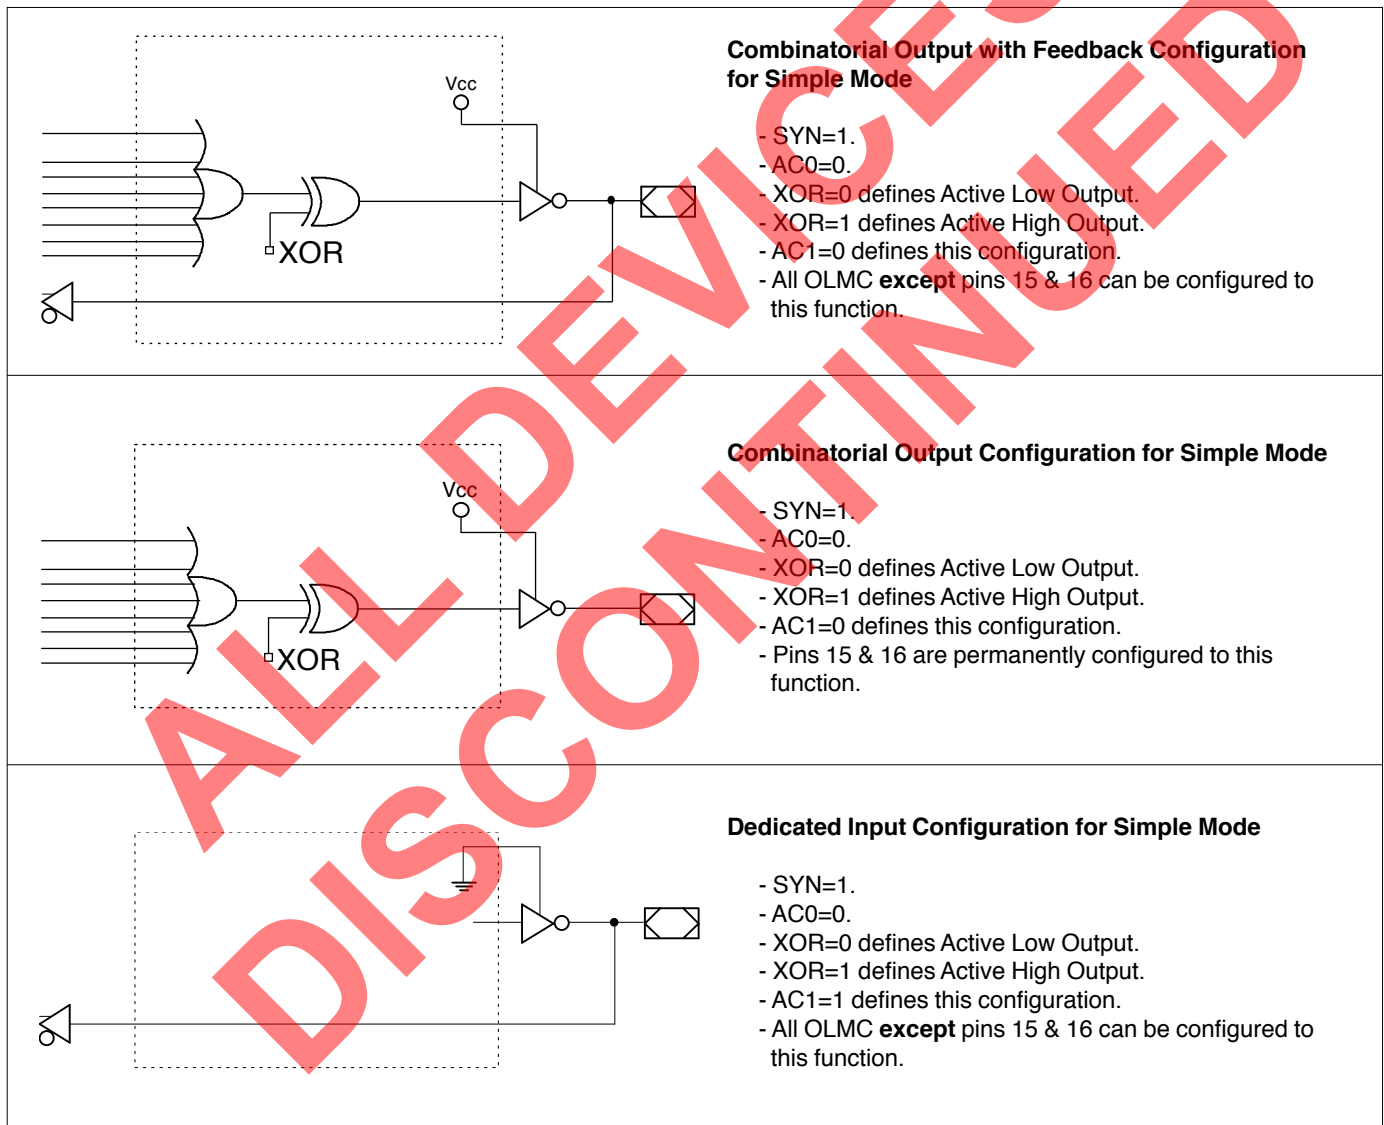 Combinatorial Output with Feedback Configuration
for Simple Mode
Vcc
- SYN=1.
- AC0=0.
- XOR=0 defines Active Low Output.
- XOR=1 defines Active High Output.
- AC1=0 defines this configuration.
- All OLMC except pins 15 & 16 can be configured to
this function.
XOR
Combinatorial Output Configuration for Simple Mode
Vcc
- SYN=1.
- AC0=0.
- XOR=0 defines Active Low Output.
- XOR=1 defines Active High Output.
- AC1=0 defines this configuration.
- Pins 15 & 16 are permanently configured to this
function.
XOR
Dedicated Input Configuration for Simple Mode
- SYN=1.
- AC0=0.
- XOR=0 defines Active Low Output.
- XOR=1 defines Active High Output.
- AC1=1 defines this configuration.
- All OLMC except pins 15 & 16 can be configured to
this function.
ALL DEVICES
DISCONTINUED